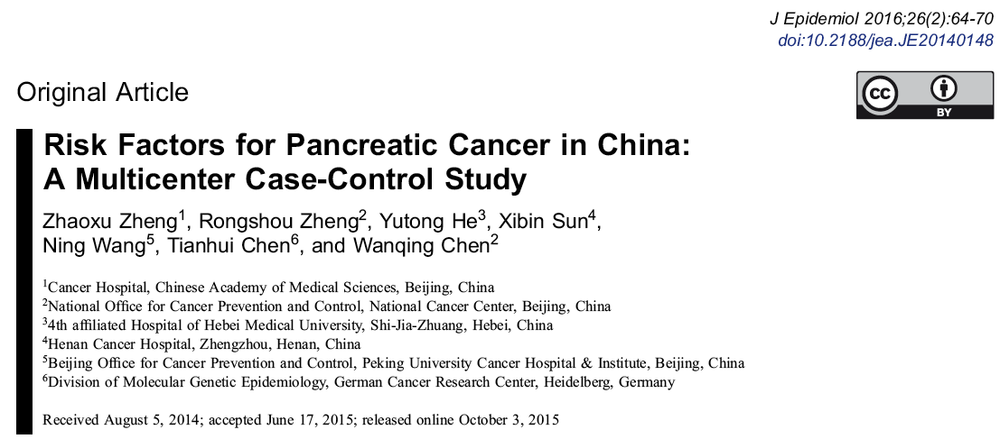 J Epidemiol 2016;26(2):64-70
doi:10.2188/jea.JE20140148
Original Article
cc
BY
Risk Factors for Pancreatic Cancer in China:
A Multicenter Case-Control Study
Zhaoxu Zheng1, Rongshou Zheng2, Yutong He3, Xibin Sun4,
Ning Wang5, Tianhui Chen6, and Wanqing Chen2
1Cancer Hospital, Chinese Academy of Medical Sciences, Beijing, China
2National Office for Cancer Prevention and Control, National Cancer Center, Beijing, China
34th affiliated Hospital of Hebei Medical University, Shi-Jia-Zhuang, Hebei, China
4Henan Cancer Hospital, Zhengzhou, Henan, China
5Beijing Office for Cancer Prevention and Control, Peking University Cancer Hospital & Institute, Beijing, China
6Division of Molecular Genetic Epidemiology, German Cancer Research Center, Heidelberg, Germany
Received August 5, 2014; accepted June 17, 2015; released online October 3, 2015